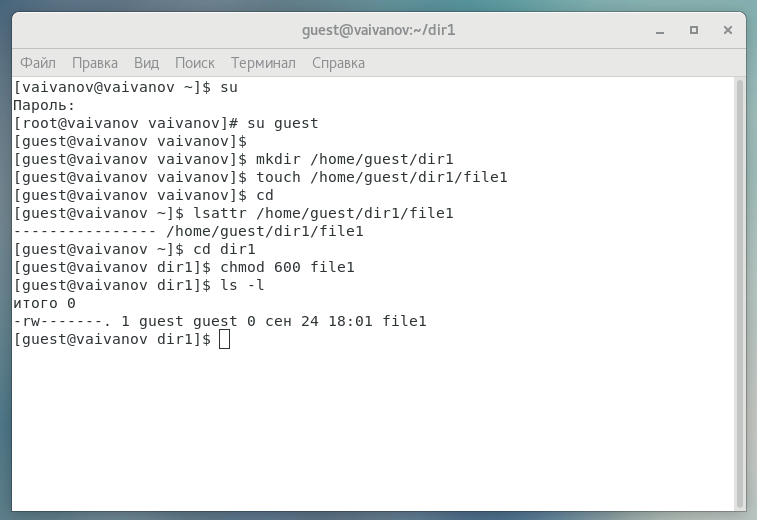 guest@vaivanov:~/dir1
Файл Правка Вид Поиск Терминал Справка
[vaivanov@vaivanov ~]$ su
Пароль:
[root@vaivanov vaivanov]# su guest
[guest@vaivanov vaivanov]$
[guest@vaivanov vaivanov]$ mkdir /home/guest/dir1
[guest@vaivanov vaivanov]$ touch /home/guest/dir1/file1
[guest@vaivanov vaivanov]$ cd
[guest@vaivanov ~]$ lsattr /home/guest/dir1/file1
---------------- /home/guest/dir1/file1
[guest@vaivanov ~]$ cd dir1
[guest@vaivanov dir1]$ chmod 600 file1
[guest@vaivanov dir1]$ ls -l
итого 0
-rw-------. 1 guest guest 0 сен 24 18:01 file1
[guest@vaivanov dir1]$